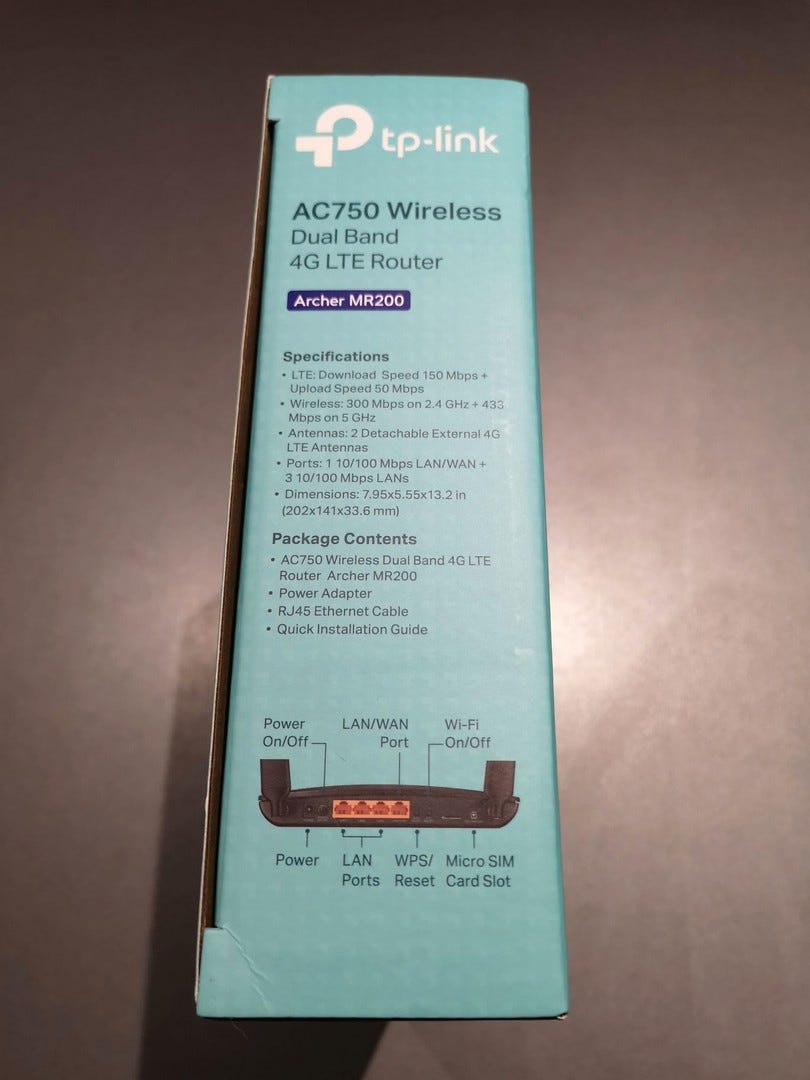 tp-link
AC750 Wireless
Dual Band
4G LTE Router
Archer MR200
Specifications
• LTE: Download Speed 150 Mbps +
Upload Speed 50 Mbps
• Wireless: 300 Mbps on 2.4 GHz + 433
Mbps on 5 GHz
• Antennas: 2 Detachable External 4G
LTE Antennas
• Ports: 1 10/100 Mbps LAN/WAN +
3 10/100 Mbps LANs
• Dimensions: 7.95x5.55x13.2 in
(202x141x33.6 mm)
Package Contents
• AC750 Wireless Dual Band 4G LTE
Router Archer MR200
• Power Adapter
• RJ45 Ethernet Cable
• Quick Installation Guide
Power
On/Off
LAN/WAN
Port
Wi-Fi
On/Off
Power
LAN
Ports
WPS/
Reset
Micro SIM
Card Slot